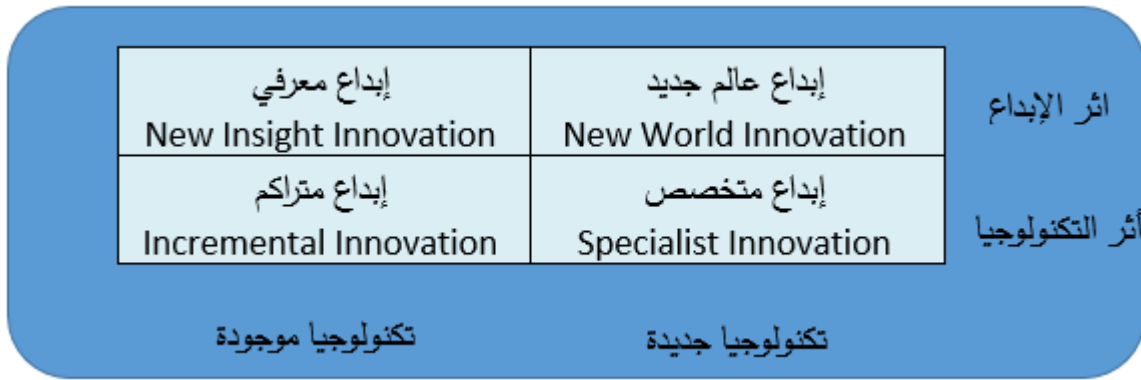 إبداع عالم جديد
New World Innovation
إبداع معرفي
New Insight Innovation
اثر الإبداع
إبداع متخصص
Specialist Innovation
إبداع متراكم
Incremental Innovation
أثر التكنولوجيا
تكنولوجيا جديدة
تكنولوجيا موجودة